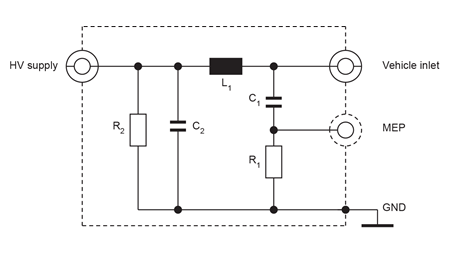 HV supply
Vehicle inlet
L1
C1
R2
C2
MEP
R1
GND